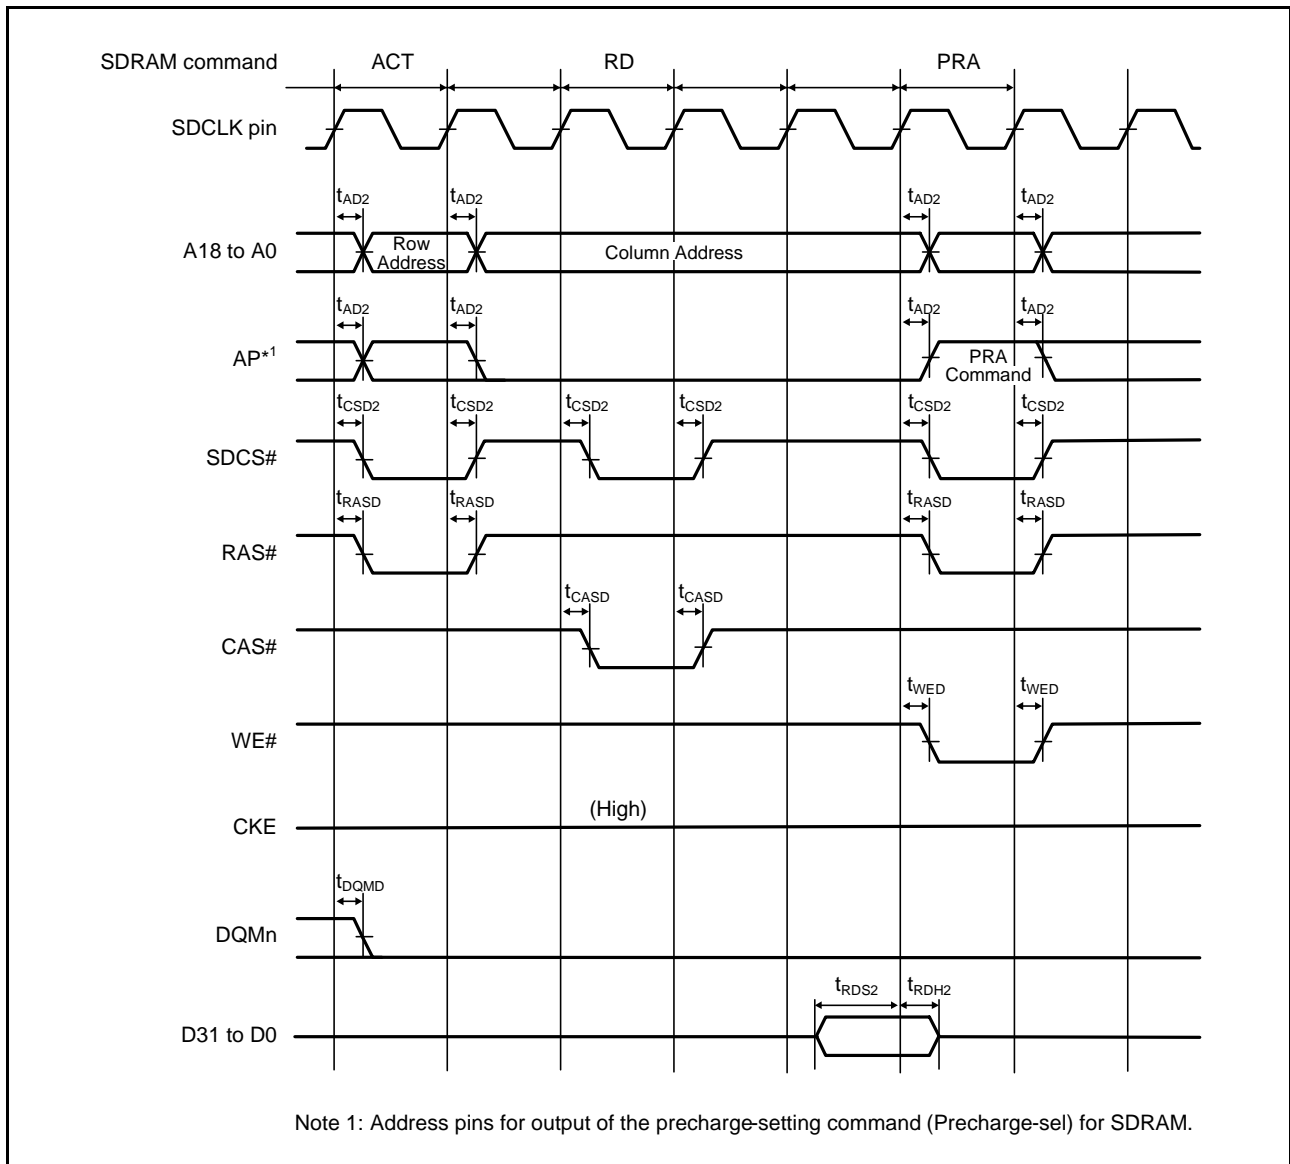 SDRAM command ACT RD PRA
SDCLK pin
tAD2 tAD2 tAD2 tAD2
A18 to A0 Row Address Column Address
tAD2 tAD2 tAD2 tAD2
AP*1 PRA Command
tCSD2 tCSD2 tCSD2 tCSD2 tCSD2 tCSD2
SDCS#
tRASD tRASD tRASD tRASD
RAS#
tCASD tCASD
CAS#
tWED tWED
WE#
(High)
CKE
tDQMD
DQMn
tRDS2 tRDH2
D31 to D0
Note 1: Address pins for output of the precharge-setting command (Precharge-sel) for SDRAM.